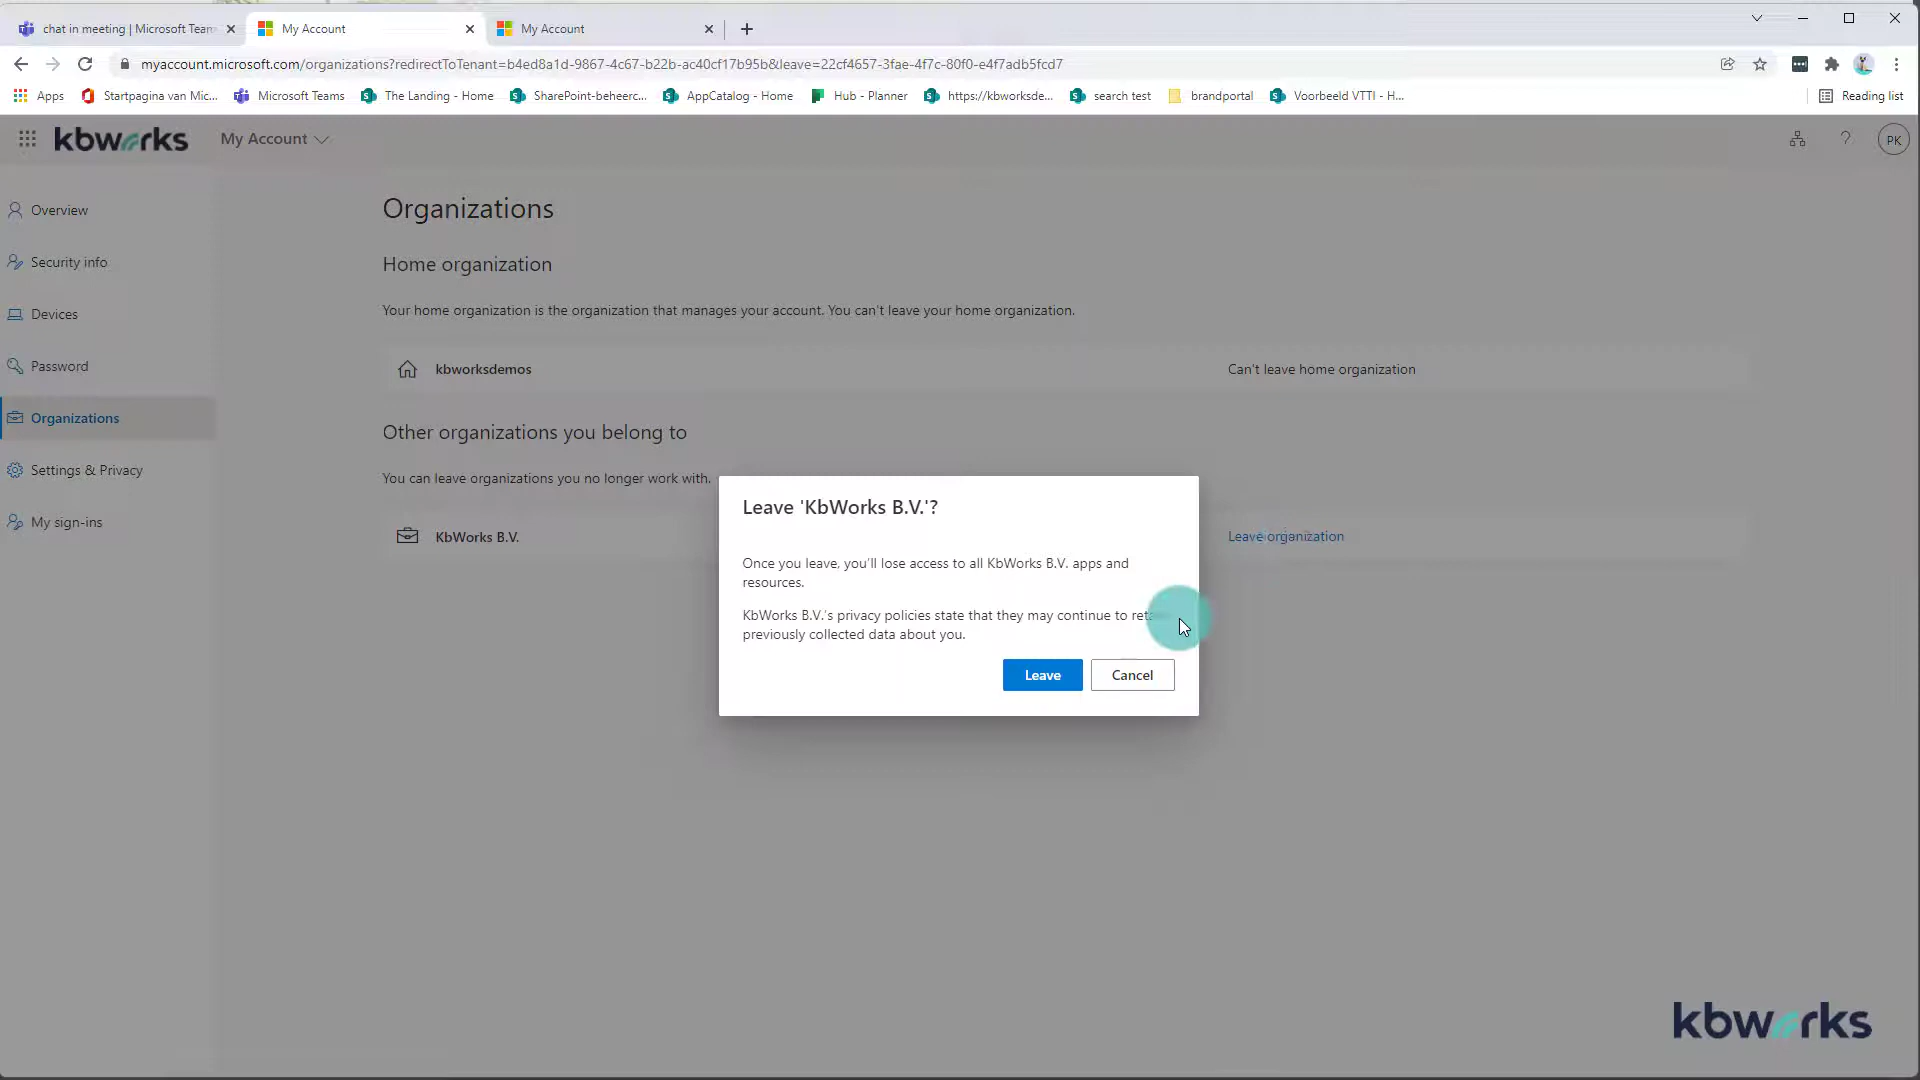 chat in meeting | Microsoft Team
My Account
My Account
myaccount.microsoft.com/organizations?redirectToTenant=b4ed8a1d-9867-4c67-b22b-ac40cf17b95b&leave=22cf4657-3fae-4f7c-80f0-e4f7adb5fcd7
Apps
Startpagina van Mic...
Microsoft Teams
The Landing - Home
SharePoint-beheerc...
AppCatalog - Home
Hub - Planner
https://kbworksde...
search test
brandportal
Voorbeeld VTTI - H...
Reading list
kbworks
My Account
?
PK
Overview
Security info
Devices
Password
Organizations
Settings & Privacy
My sign-ins
Organizations
Home organization
Your home organization is the organization that manages your account. You can't leave your home organization.
kbworksdemos
Can't leave home organization
Other organizations you belong to
You can leave organizations you no longer work with.
KbWorks B.V.
Leave organization
Leave 'KbWorks B.V.'?
Once you leave, you'll lose access to all KbWorks B.V. apps and
resources.
KbWorks B.V.'s privacy policies state that they may continue to
previously collected data about you.
Leave
Cancel
kbworks